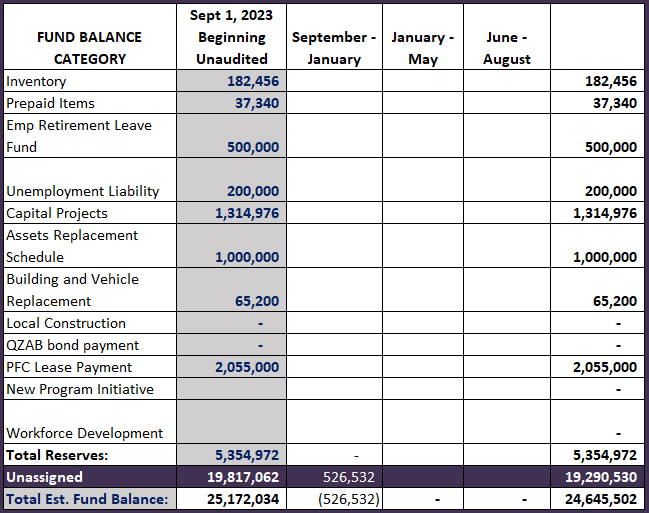 FUND BALANCE CATEGORY Sept 1, 2023 Beginning Unaudited September - January January - May June - August
Inventory 182,456 182,456
Prepaid Items 37,340 37,340
Emp Retirement Leave Fund 500,000 500,000
Unemployment Liability 200,000 200,000
Capital Projects 1,314,976 1,314,976
Assets Replacement Schedule 1,000,000 1,000,000
Building and Vehicle Replacement 65,200 65,200
Local Construction - -
QZAB bond payment - -
PFC Lease Payment 2,055,000 2,055,000
New Program Initiative -
Workforce Development -
Total Reserves: 5,354,972 - 5,354,972
Unassigned 19,817,062 526,532 19,290,530
Total Est. Fund Balance: 25,172,034 (526,532) - - 24,645,502